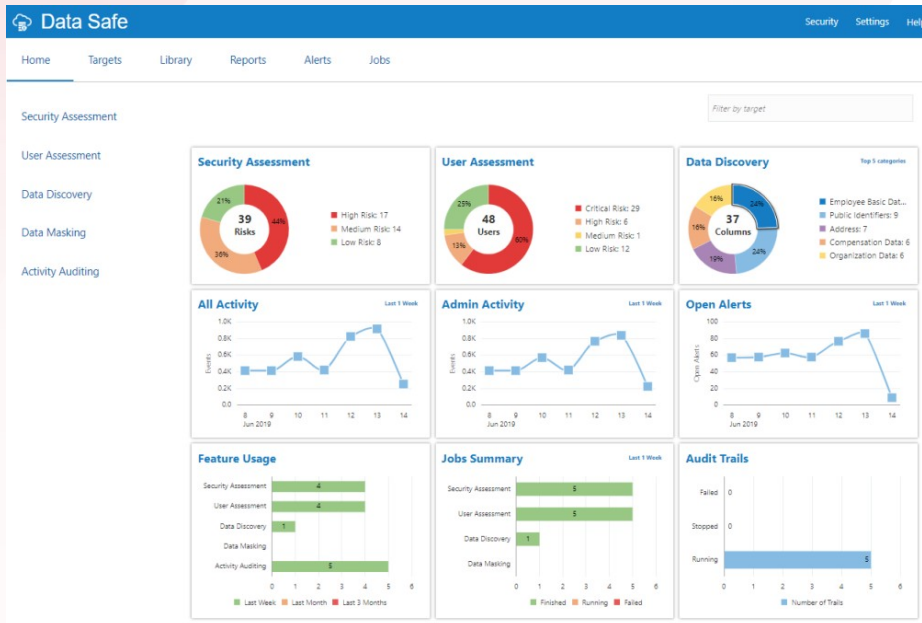 Data Safe
Security Settings Help
Home Targets Library Reports Alerts Jobs
Filter by target
Security Assessment
User Assessment
Data Discovery
Data Masking
Activity Auditing
Security Assessment
21%
44%
36%
39
Risks
High Risk: 17
Medium Risk: 14
Low Risk: 8
User Assessment
25%
13%
60%
48
Users
Critical Risk: 29
High Risk: 6
Medium Risk: 1
Low Risk: 12
Data Discovery
Top 5 categories
16%
24%
16%
19%
24%
37
Columns
Employee Basic Dat...
Public Identifiers: 9
Address: 7
Compensation Data: 6
Organization Data: 6
All Activity
Last 1 Week
Events
1.0K
0.8K
0.6K
0.4K
0.2K
0.0
8 9 10 11 12 13 14
Jun 2019
Admin Activity
Last 1 Week
Events
1.0K
0.8K
0.6K
0.4K
0.2K
0.0
8 9 10 11 12 13 14
Jun 2019
Open Alerts
Last 1 Week
Open Alerts
100
80
60
40
20
0
8 9 10 11 12 13 14
Jun 2019
Feature Usage
Security Assessment 4
User Assessment 4
Data Discovery 1
Data Masking
Activity Auditing 5
0 1 2 3 4 5 6
Last Week Last Month Last 3 Months
Jobs Summary
Last 1 Week
Security Assessment 5
User Assessment 5
Data Discovery 1
Data Masking
0 1 2 3 4 5 6
Finished Running Failed
Audit Trails
Failed 0
Stopped 0
Running 5
0 1 2 3 4 5 6
Number of Trails